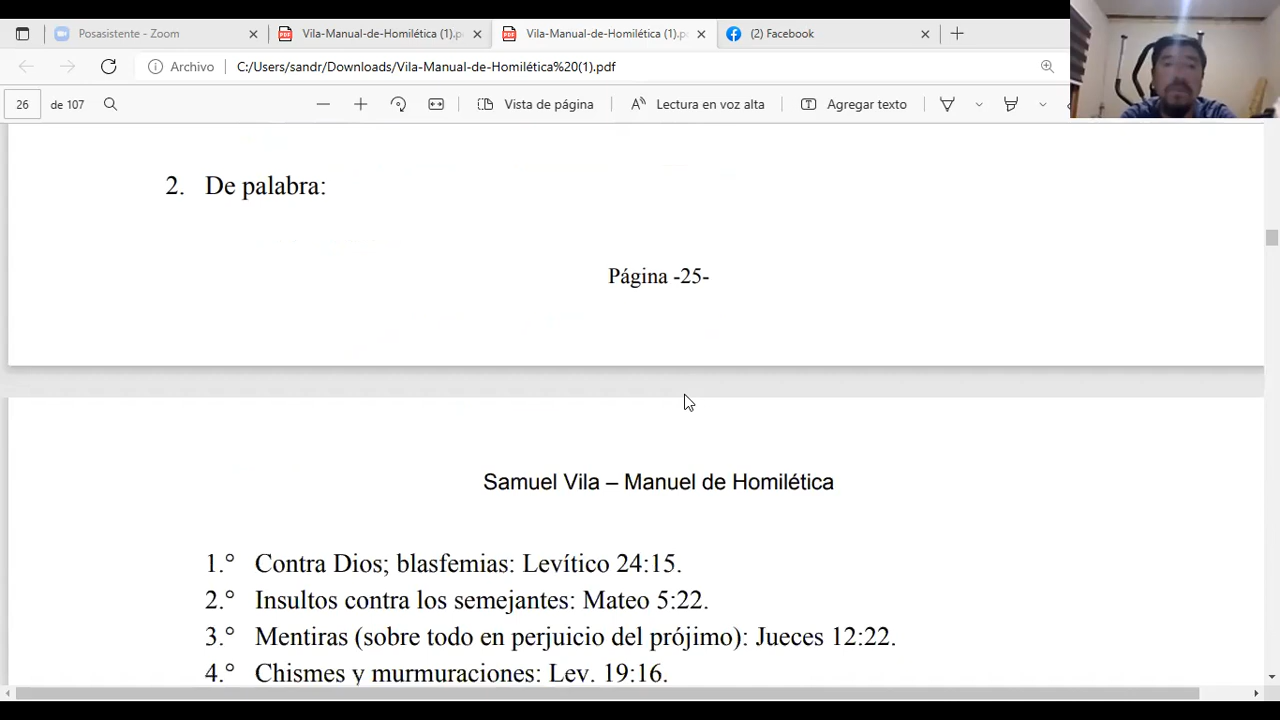 Posasistente - Zoom
Vila-Manual-de-Homilética (1).p
Vila-Manual-de-Homilética (1).p
(2) Facebook
Archivo
C:/Users/sandr/Downloads/Vila-Manual-de-Homilética%20(1).pdf
26 de 107
Vista de página
Lectura en voz alta
Agregar texto
2. De palabra:
Página -25-
Samuel Vila – Manuel de Homilética
1.° Contra Dios; blasfemias: Levítico 24:15.
2.° Insultos contra los semejantes: Mateo 5:22.
3.° Mentiras (sobre todo en perjuicio del prójimo): Jueces 12:22.
4.° Chismes y murmuraciones: Lev. 19:16.